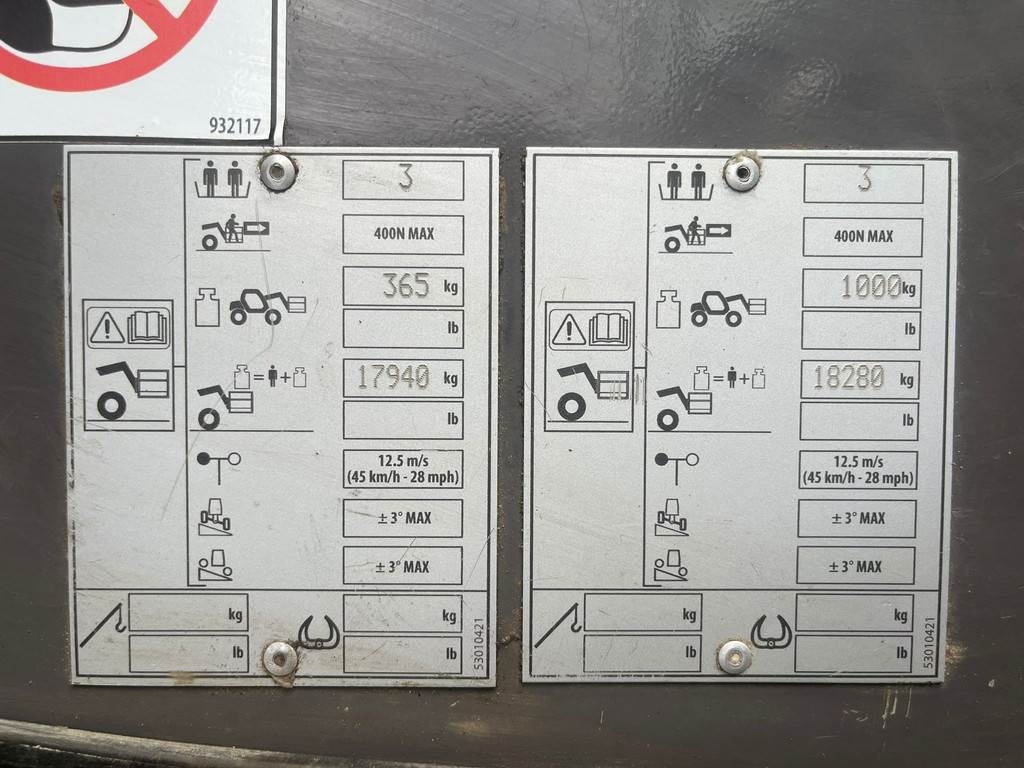 932117
3
400N MAX
365 kg
lb
17940 kg
lb
12.5 m/s
(45 km/h - 28 mph)
± 3° MAX
± 3° MAX
kg
kg
lb
lb
53010421
3
400N MAX
1000kg
lb
18280 kg
lb
12.5 m/s
(45 km/h - 28 mph)
± 3° MAX
± 3° MAX
kg
kg
lb
lb
53010421